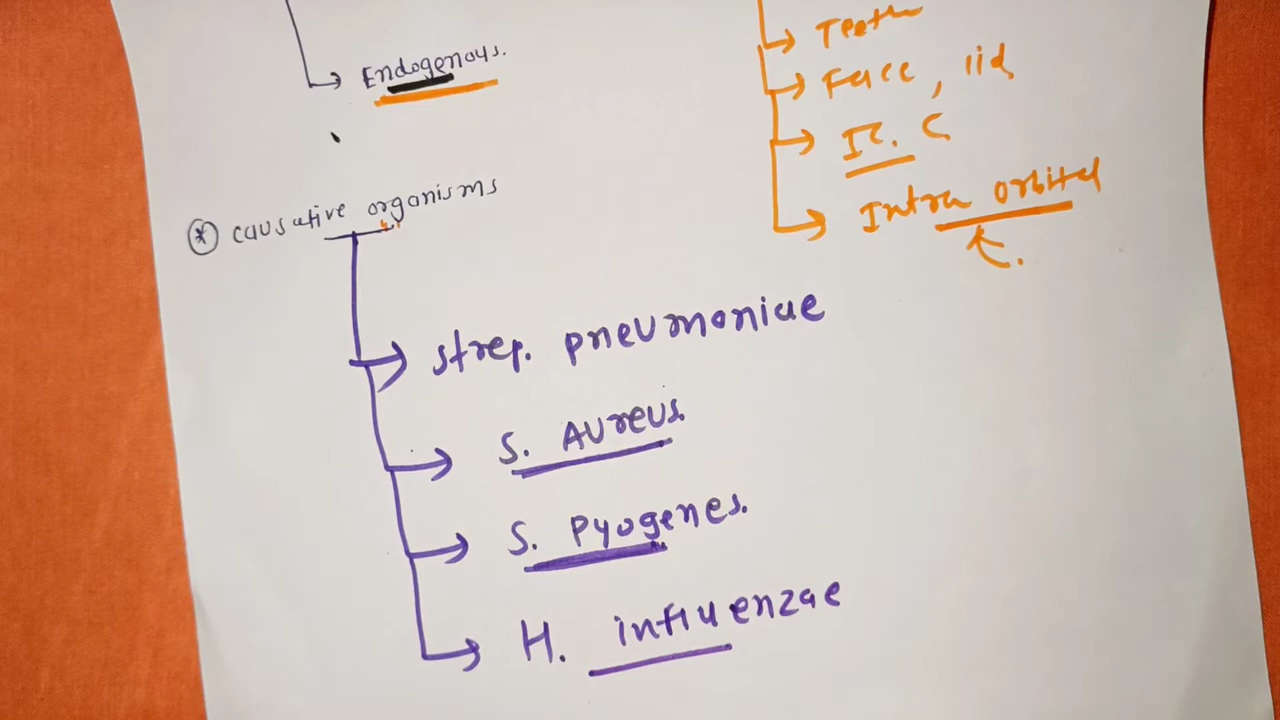 Endogenous.
* causative organisms
strep. pneumoniae
S. Aureus.
S. Pyogenes.
H. influenzae
Teeth
Face, lid
Intra orbital